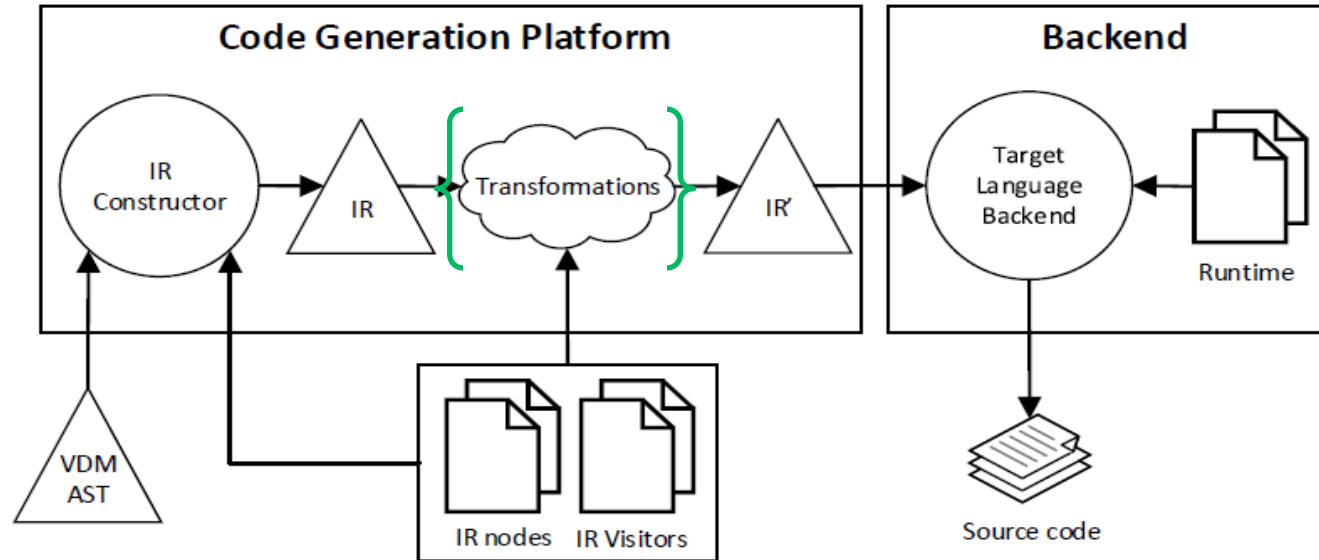 Code Generation Platform
Backend
IR
Constructor
IR
Transformations
IR'
Target
Language
Backend
Runtime
VDM
AST
IR nodes
IR Visitors
Source code